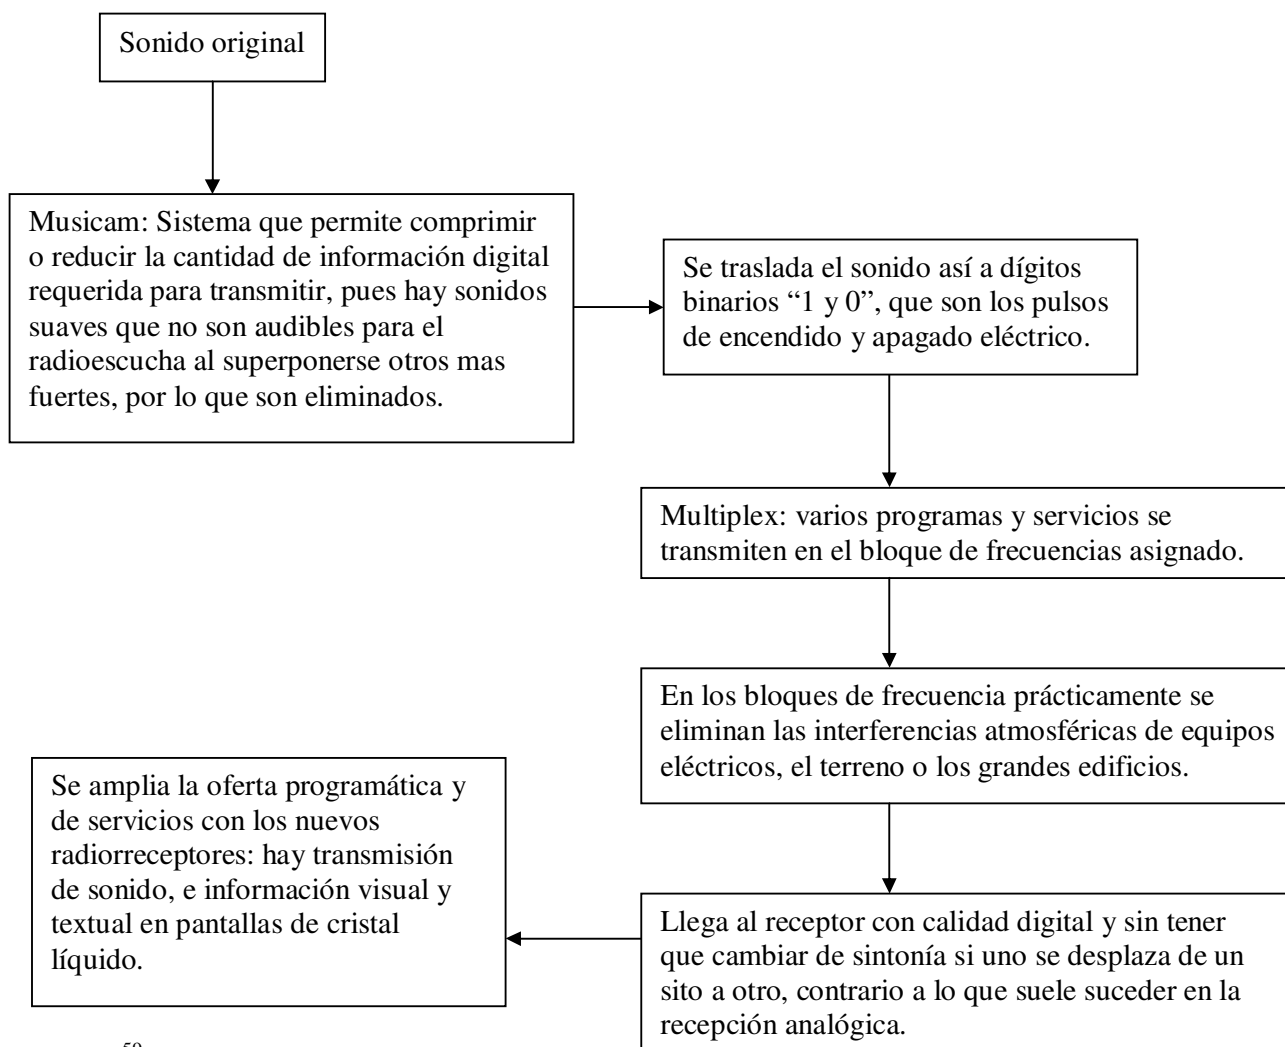 Sonido original
Musicam: Sistema que permite comprimir
o reducir la cantidad de información digital
requerida para transmitir, pues hay sonidos
suaves que no son audibles para el
radioescucha al superponerse otros mas
fuertes, por lo que son eliminados.
Se traslada el sonido así a dígitos
binarios “1 y 0”, que son los pulsos
de encendido y apagado eléctrico.
Multiplex: varios programas y servicios se
transmiten en el bloque de frecuencias asignado.
En los bloques de frecuencia prácticamente se
eliminan las interferencias atmosféricas de equipos
eléctricos, el terreno o los grandes edificios.
Llega al receptor con calidad digital y sin tener
que cambiar de sintonía si uno se desplaza de un
sito a otro, contrario a lo que suele suceder en la
recepción analógica.
Se amplia la oferta programática y
de servicios con los nuevos
radiorreceptores: hay transmisión
de sonido, e información visual y
textual en pantallas de cristal
líquido.